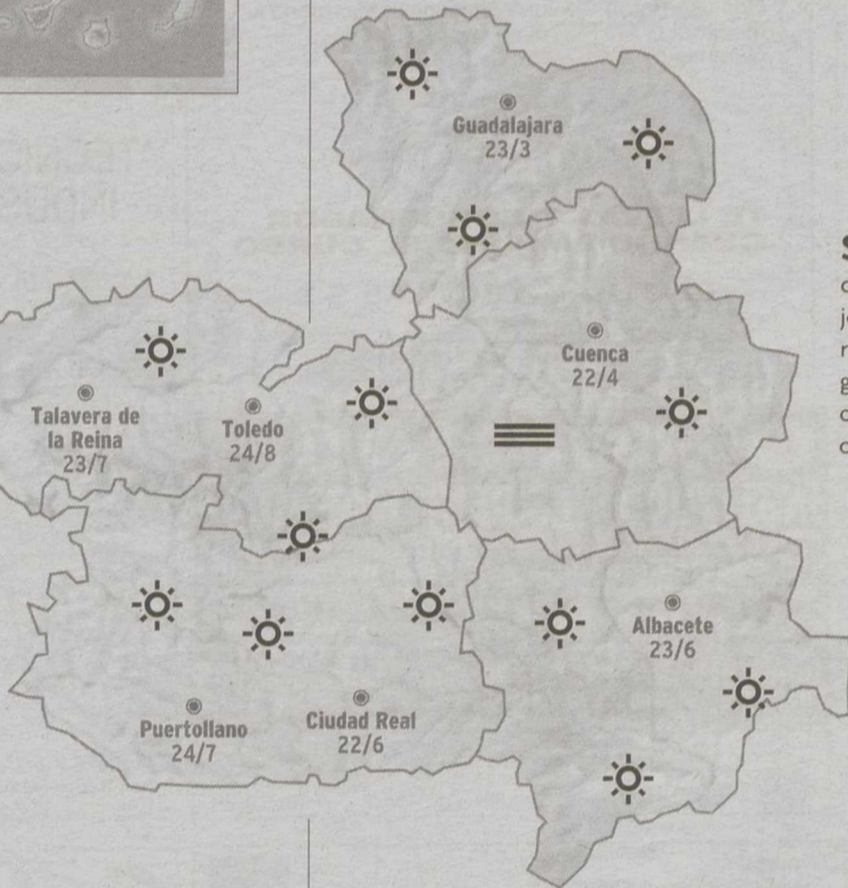 Guadalajara
23/3
Cuenca
22/4
Talavera de
la Reina
23/7
Toledo
24/8
Albacete
23/6
Puertollano
24/7
Ciudad Real
22/6